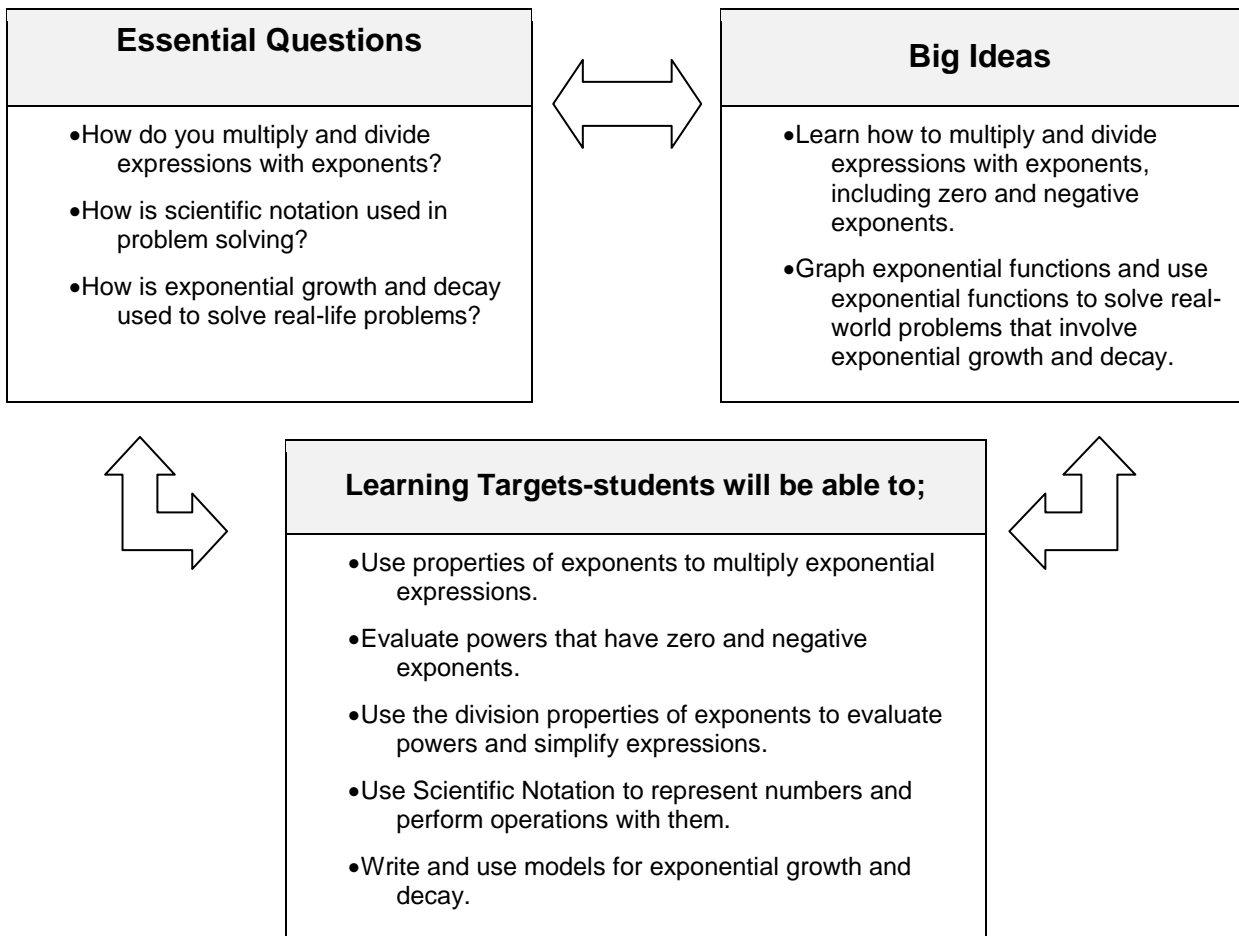 Essential Questions
•How do you multiply and divide
expressions with exponents?
•How is scientific notation used in
problem solving?
•How is exponential growth and decay
used to solve real-life problems?
Big Ideas
•Learn how to multiply and divide
expressions with exponents,
including zero and negative
exponents.
•Graph exponential functions and use
exponential functions to solve real-
world problems that involve
exponential growth and decay.
Learning Targets-students will be able to;
•Use properties of exponents to multiply exponential
expressions.
•Evaluate powers that have zero and negative
exponents.
•Use the division properties of exponents to evaluate
powers and simplify expressions.
•Use Scientific Notation to represent numbers and
perform operations with them.
•Write and use models for exponential growth and
decay.